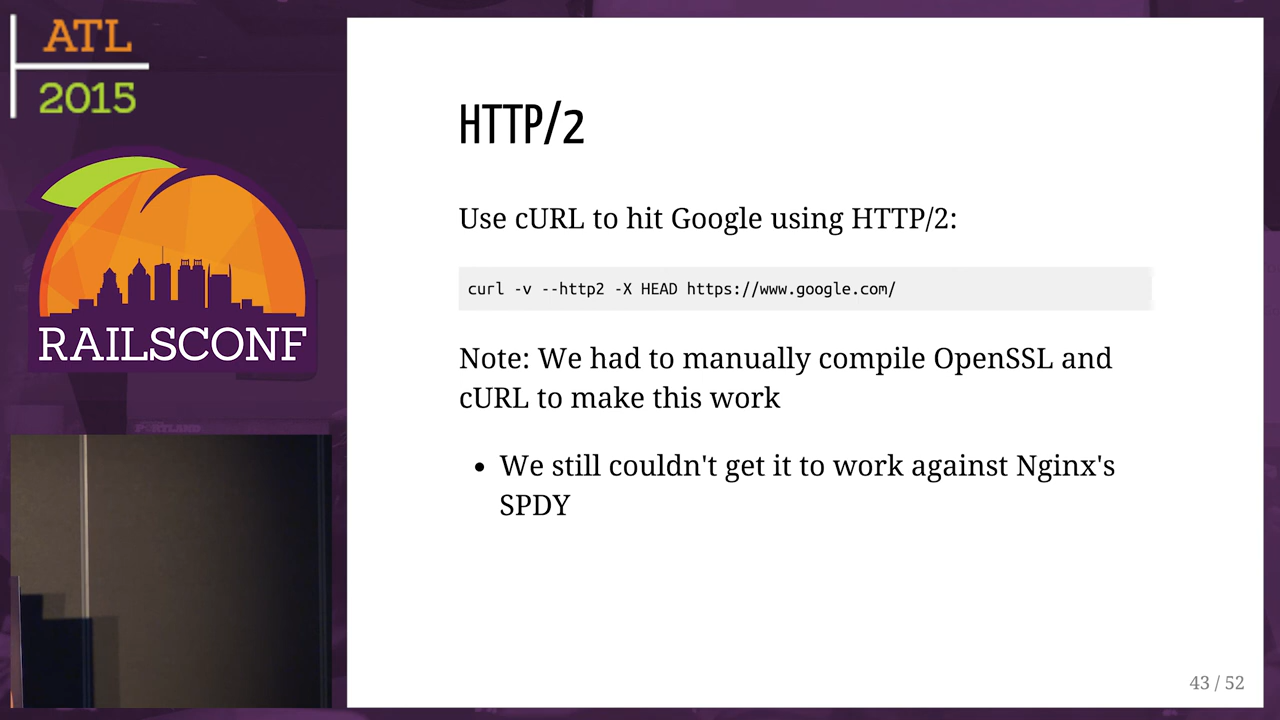 ATL
2015
RAILSCONF
HTTP/2
Use cURL to hit Google using HTTP/2:
curl -v --http2 -X HEAD https://www.google.com/
Note: We had to manually compile OpenSSL and
cURL to make this work
• We still couldn't get it to work against Nginx's
SPDY
43 / 52